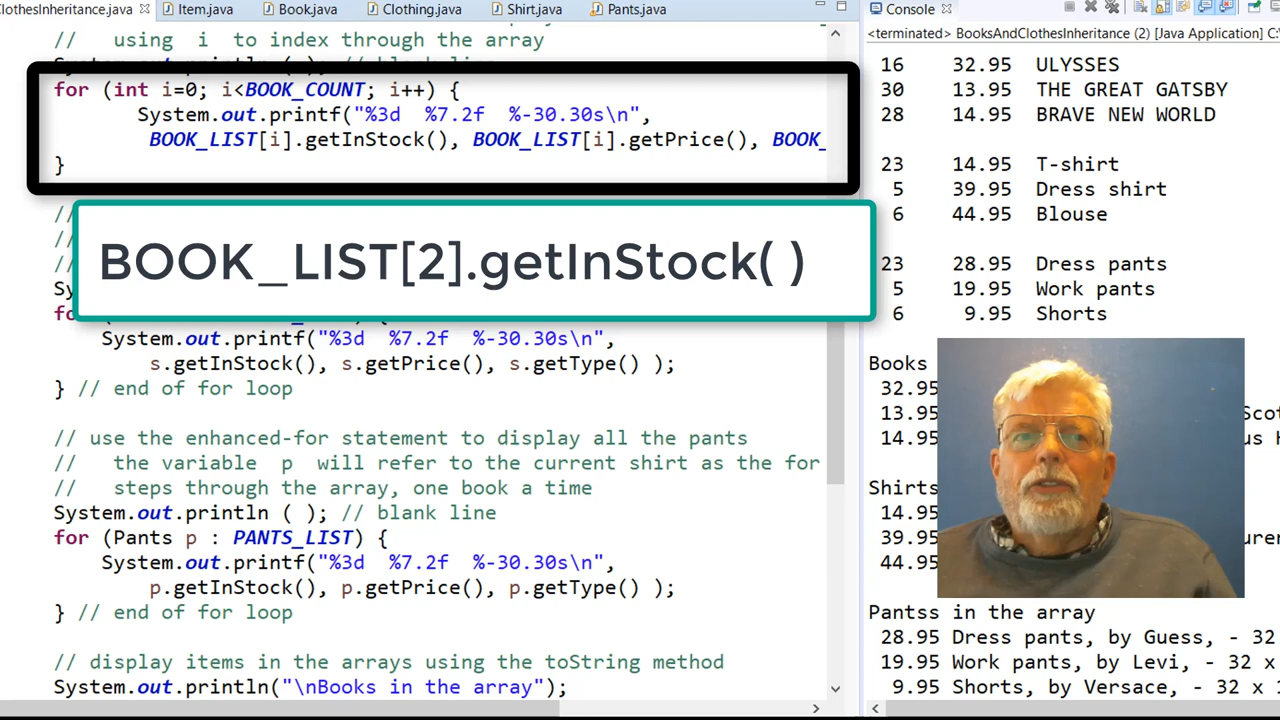 ClothesInheritance.java Item.java Book.java Clothing.java Shirt.java Pants.java
// using i to index through the array
for (int i=0; i<BOOK_COUNT; i++) {
System.out.printf("%3d %7.2f %-30.30s\n",
BOOK_LIST[i].getInStock(), BOOK_LIST[i].getPrice(), BOOK_
}
BOOK_LIST[2].getInStock( )
System.out.printf("%3d %7.2f %-30.30s\n",
s.getInStock(), s.getPrice(), s.getType() );
} // end of for loop
// use the enhanced-for statement to display all the pants
// the variable p will refer to the current shirt as the for
// steps through the array, one book a time
System.out.println ( ); // blank line
for (Pants p : PANTS_LIST) {
System.out.printf("%3d %7.2f %-30.30s\n",
p.getInStock(), p.getPrice(), p.getType() );
} // end of for loop
// display items in the arrays using the toString method
System.out.println("\nBooks in the array");
Console
<terminated> BooksAndClothesInheritance (2) [Java Application] C:
16 32.95 ULYSSES
30 13.95 THE GREAT GATSBY
28 14.95 BRAVE NEW WORLD
23 14.95 T-shirt
5 39.95 Dress shirt
6 44.95 Blouse
23 28.95 Dress pants
5 19.95 Work pants
6 9.95 Shorts
Books
32.95
13.95 Scot
14.95 us H
Shirts
14.95
39.95 urer
44.95
Pantss in the array
28.95 Dress pants, by Guess, - 32
19.95 Work pants, by Levi, - 32 x
9.95 Shorts, by Versace, - 32 x 1